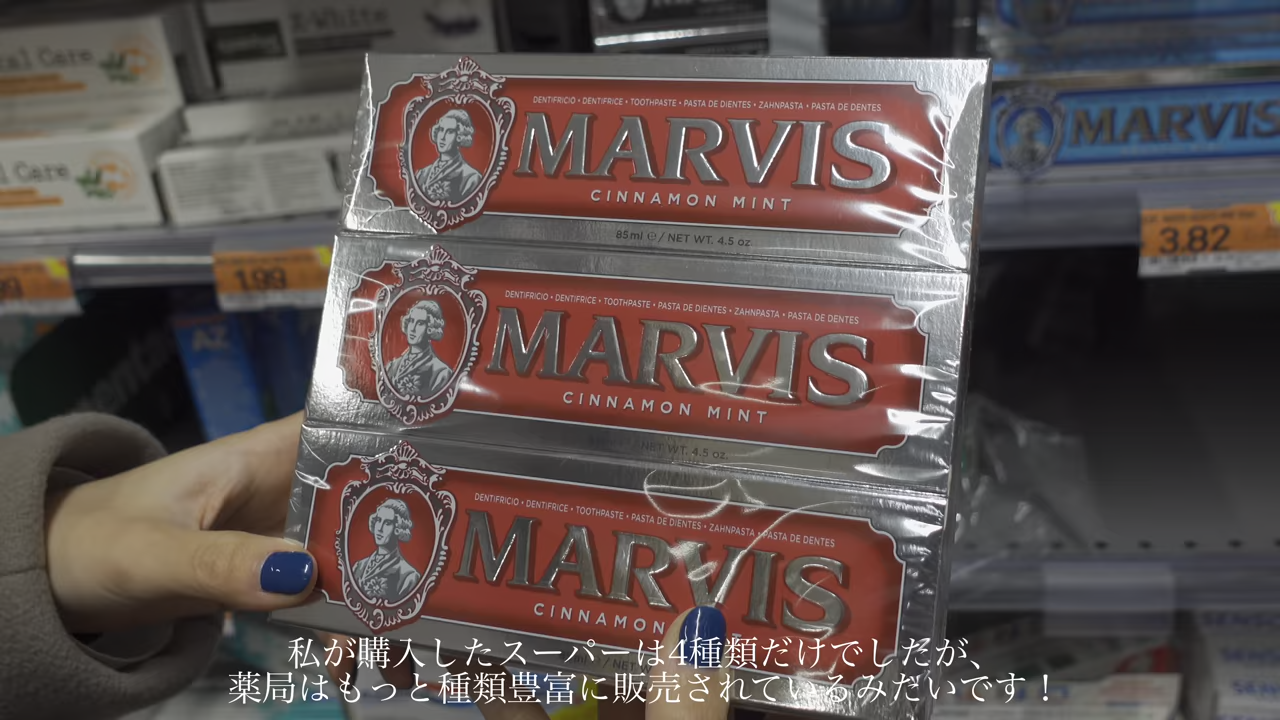 cal Care
X-White
al Care
1.99
AZ
DENTIFRICIO • DENTIFRICE • TOOTHPASTE • PASTA DE DIENTES • ZAHNPASTA • PASTA DE DENTES
MARVIS
CINNAMON MINT
85ml ℮ / NET WT. 4.5 oz
MARVIS
3.82
DENTIFRICIO • DENTIFRICE • TOOTHPASTE • PASTA DE DIENTES • ZAHNPASTA • PASTA DE DENTES
MARVIS
CINNAMON MINT
NET WT. 4.5 oz
DENTIFRICIO • DENTIFRICE • TOOTHPASTE • PASTA DE DIENTES • ZAHNPASTA • PASTA DE DENTES
MARVIS
CINNAMON
私が購入したスーパーは4種類だけでしだが、
薬局はもっと種類豊富に販売されているみだいです！